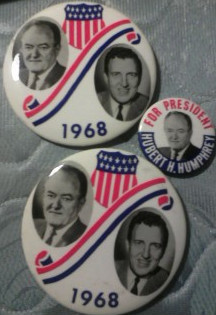 1968
FOR PRESIDENT
HUBERT H. HUMPHREY
1968